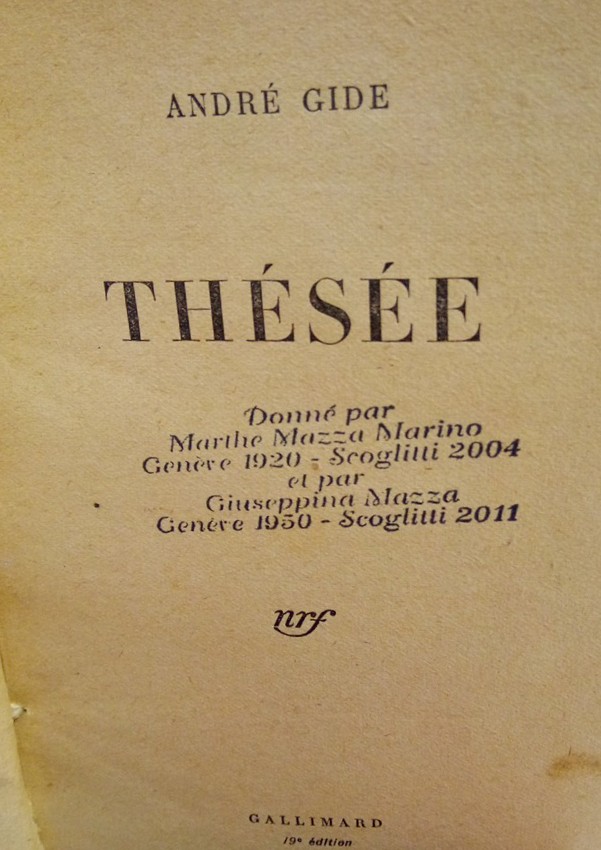 ANDRÉ GIDE
THÉSÉE
Donné par
Marthe Mazza Marino
Genève 1920 - Scoglitti 2004
et par
Giuseppina Mazza
Genève 1950 - Scoglitti 2011
nrf
GALLIMARD
19e édition